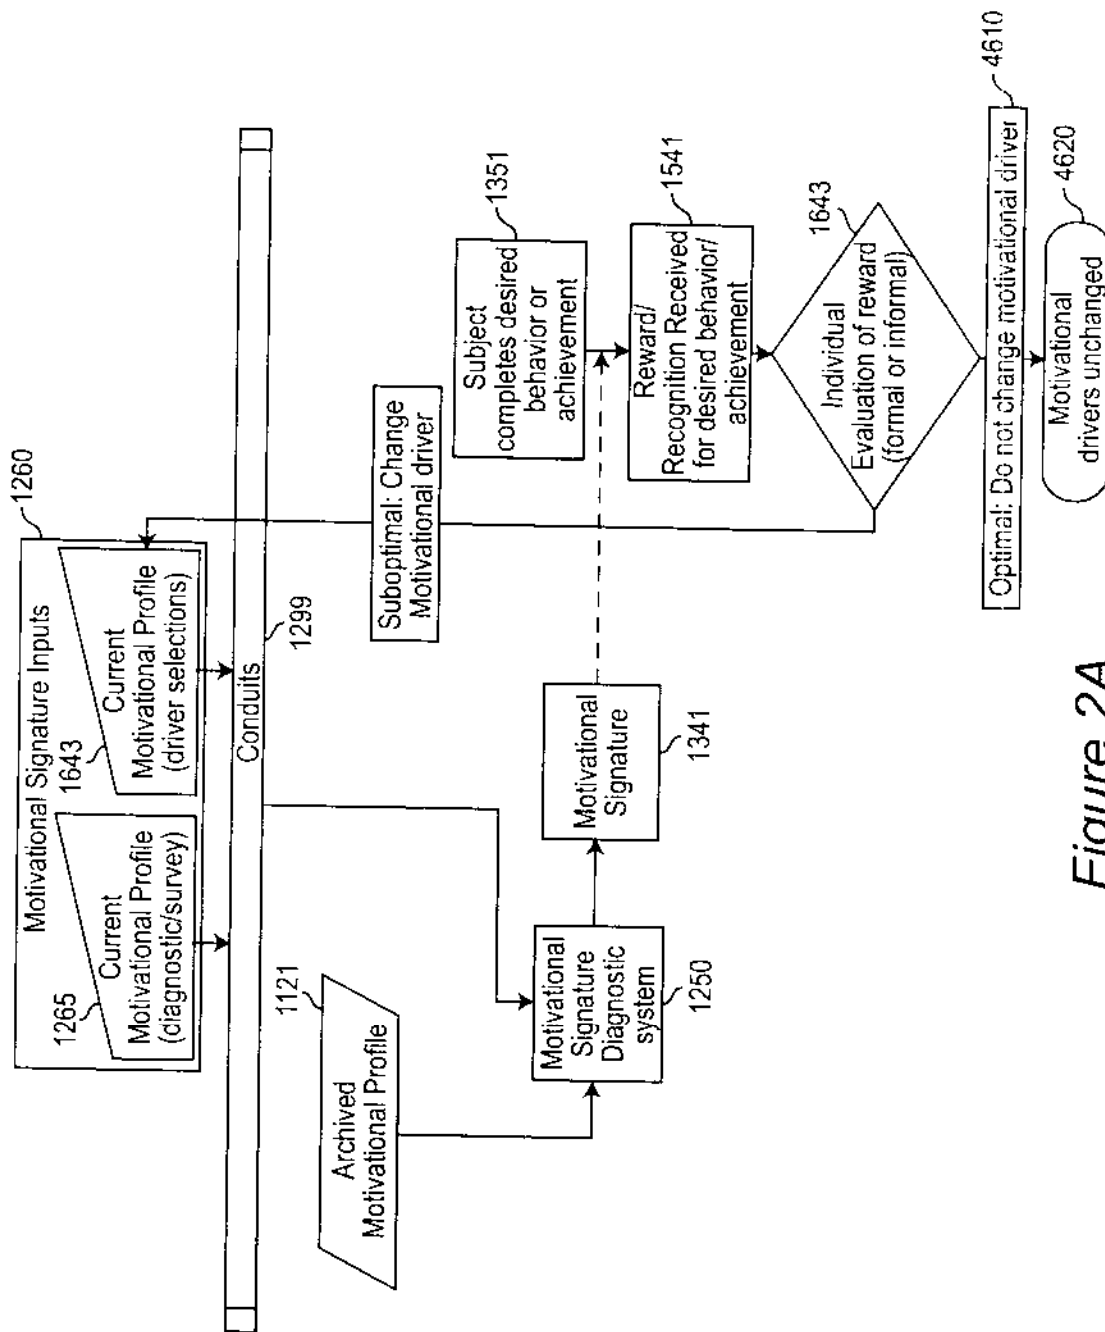 Motivational Signature Inputs
1260
1265
Current
Motivational Profile
(diagnostic/survey)
1643
Current
Motivational Profile
(driver selections)
Conduits
1299
1121
Archived
Motivational Profile
Motivational
Signature
Diagnostic
system
1250
Motivational
Signature
1341
Suboptimal: Change
Motivational driver
Subject
completes desired
behavior or
achievement
1351
Reward/
Recognition Received
for desired behavior/
achievement
1541
Individual
Evaluation of reward
(formal or informal)
1643
Optimal: Do not change motivational driver
4610
Motivational
drivers unchanged
4620
Figure 2A